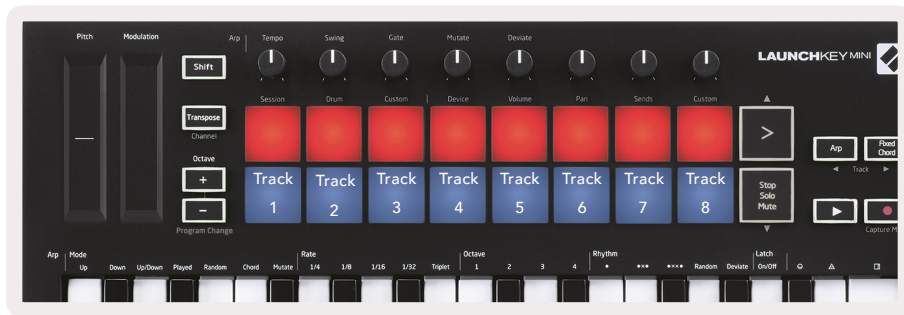 Pitch Modulation Arp Tempo Swing Gate Mutate Deviate
LAUNCHKEY MINI
Shift
Session Drum Custom Device Volume Pan Sends Custom
Transpose
Channel
>
Arp Fixed Chord
Track
Octave
+
Track 1 Track 2 Track 3 Track 4 Track 5 Track 6 Track 7 Track 8
Stop
Solo
Mute
-
Program Change
Capture M
Arp Mode Rate Octave Rhythm Latch
Up Down Up/Down Played Random Chord Mutate 1/4 1/8 1/16 1/32 Triplet 1 2 3 4 Random Deviate On/Off